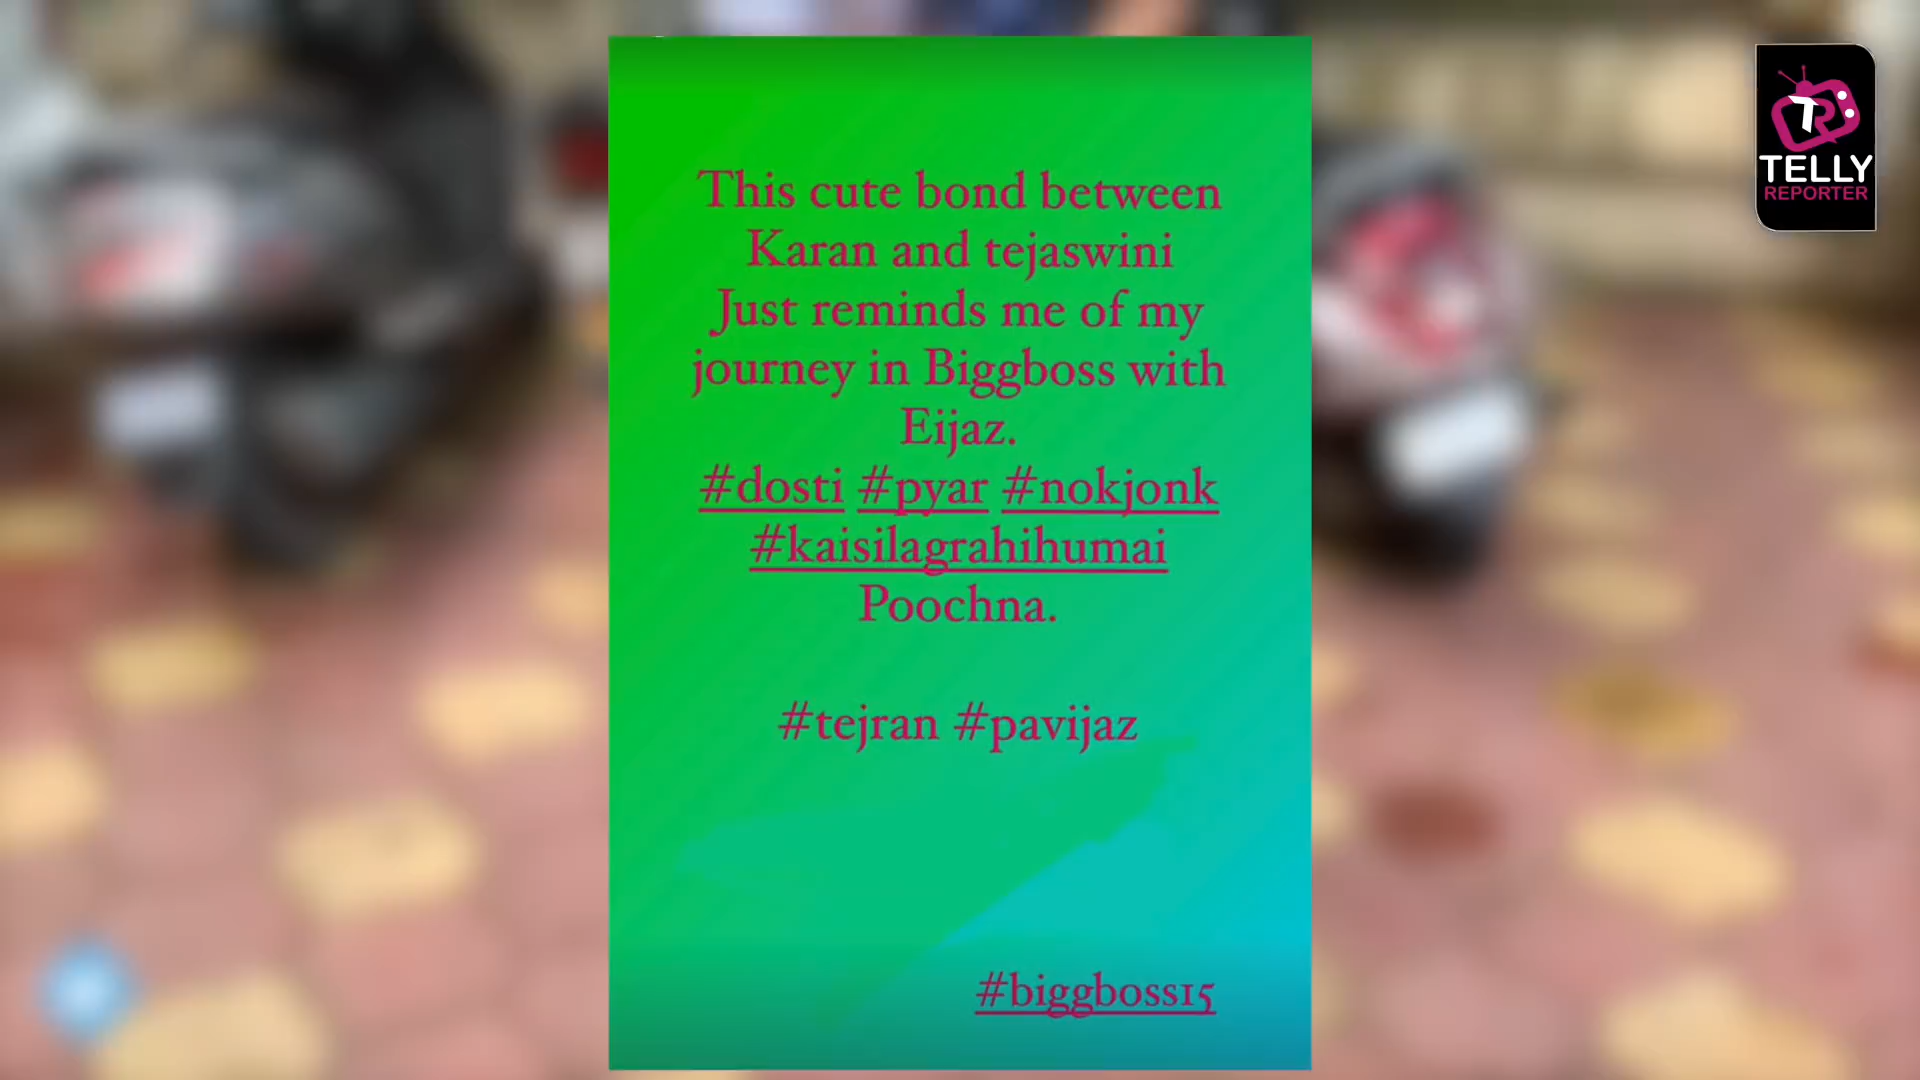 This cute bond between
Karan and tejaswini
Just reminds me of my
journey in Biggboss with
Eijaz.
#dosti #pyar #nokjonk
#kaisilagrahihumai
Poochna.
#tejran #pavijaz
#biggboss15
TR
TELLY
REPORTER